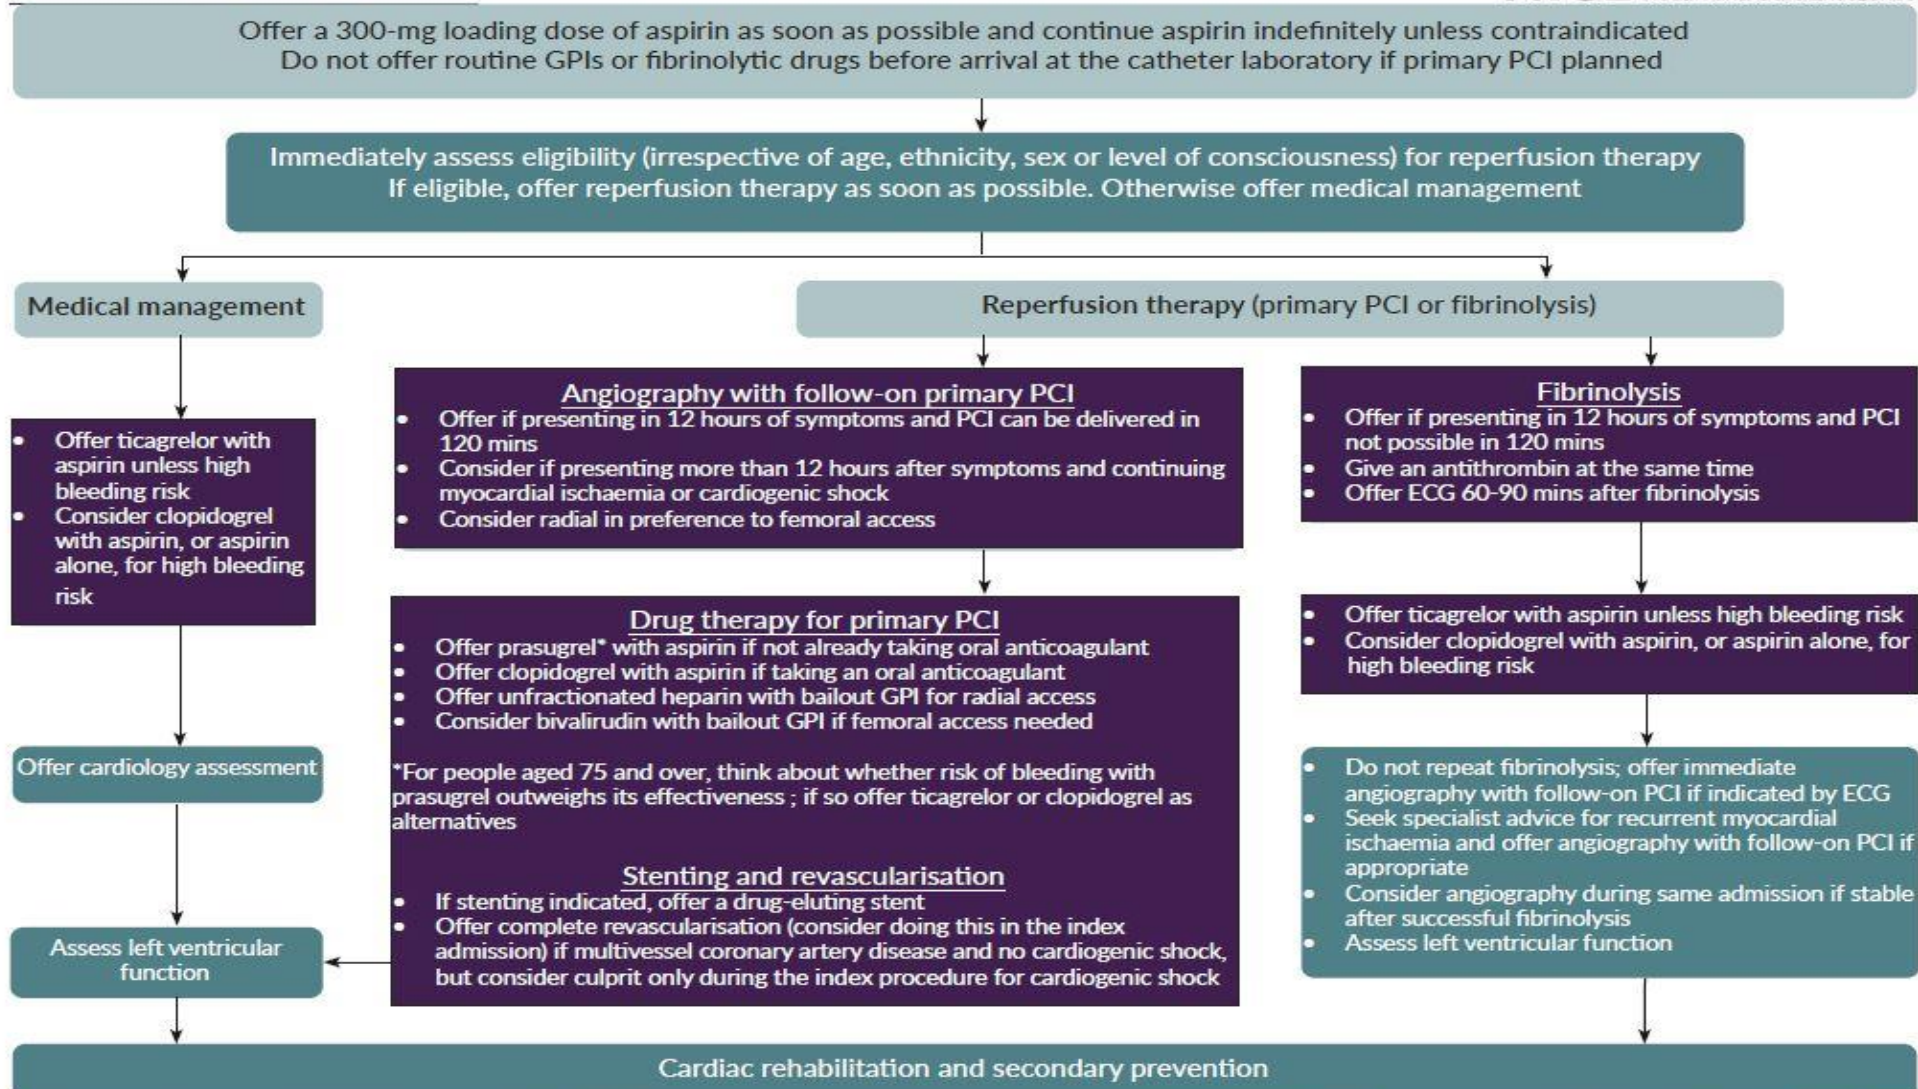 Offer a 300-mg loading dose of aspirin as soon as possible and continue aspirin indefinitely unless contraindicated
Do not offer routine GPIs or fibrinolytic drugs before arrival at the catheter laboratory if primary PCI planned
Immediately assess eligibility (irrespective of age, ethnicity, sex or level of consciousness) for reperfusion therapy
If eligible, offer reperfusion therapy as soon as possible. Otherwise offer medical management
Medical management
• Offer ticagrelor with
aspirin unless high
bleeding risk
• Consider clopidogrel
with aspirin, or aspirin
alone, for high bleeding
risk
Offer cardiology assessment
Assess left ventricular
function
Reperfusion therapy (primary PCI or fibrinolysis)
Angiography with follow-on primary PCI
• Offer if presenting in 12 hours of symptoms and PCI can be delivered in
120 mins
• Consider if presenting more than 12 hours after symptoms and continuing
myocardial ischaemia or cardiogenic shock
• Consider radial in preference to femoral access
Drug therapy for primary PCI
• Offer prasugrel* with aspirin if not already taking oral anticoagulant
• Offer clopidogrel with aspirin if taking an oral anticoagulant
• Offer unfractionated heparin with bailout GPI for radial access
• Consider bivalirudin with bailout GPI if femoral access needed
*For people aged 75 and over, think about whether risk of bleeding with
prasugrel outweighs its effectiveness ; if so offer ticagrelor or clopidogrel as
alternatives
Stenting and revascularisation
• If stenting indicated, offer a drug-eluting stent
• Offer complete revascularisation (consider doing this in the index
admission) if multivessel coronary artery disease and no cardiogenic shock,
but consider culprit only during the index procedure for cardiogenic shock
Fibrinolysis
• Offer if presenting in 12 hours of symptoms and PCI
not possible in 120 mins
• Give an antithrombin at the same time
• Offer ECG 60-90 mins after fibrinolysis
• Offer ticagrelor with aspirin unless high bleeding risk
• Consider clopidogrel with aspirin, or aspirin alone, for
high bleeding risk
• Do not repeat fibrinolysis; offer immediate
angiography with follow-on PCI if indicated by ECG
• Seek specialist advice for recurrent myocardial
ischaemia and offer angiography with follow-on PCI if
appropriate
• Consider angiography during same admission if stable
after successful fibrinolysis
• Assess left ventricular function
Cardiac rehabilitation and secondary prevention